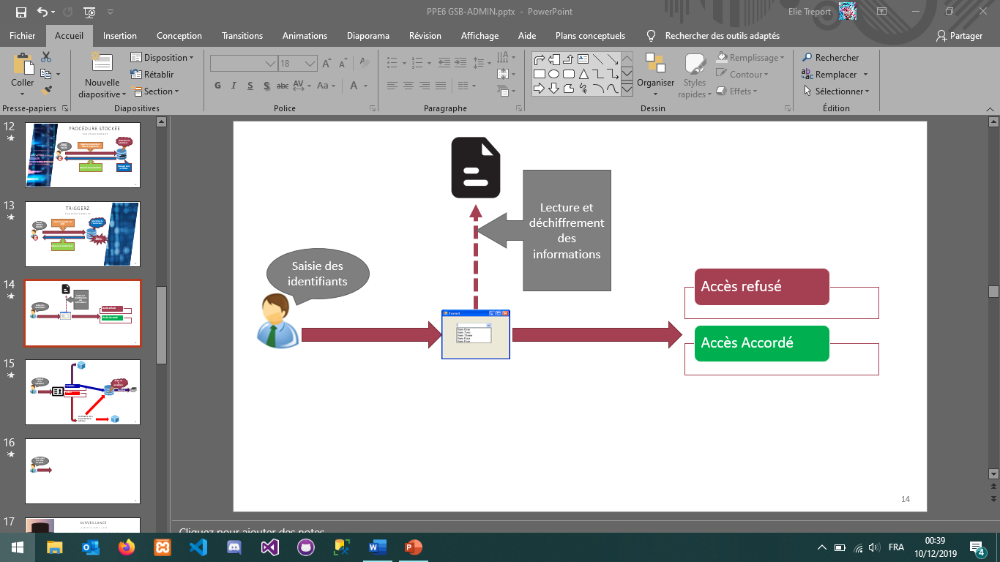 PPE6 GSB-ADMIN.pptx - PowerPoint
Elie Treport
Fichier
Accueil
Insertion
Conception
Transitions
Animations
Diaporama
Révision
Affichage
Aide
Plans conceptuels
Rechercher des outils adaptés
Partager
Coller
Presse-papiers
Nouvelle
diapositive
Disposition
Rétablir
Section
Diapositives
18
G I S S abc AV Aa A
Police
Paragraphe
Dessin
Organiser
Styles
rapides
Remplissage
Contour
Effets
Rechercher
Remplacer
Sélectionner
Édition
12
PROCÉDURE STOCKÉE
13
TRIGGERZ
14
15
16
17
SURVEILLANCE
Saisie des
identifiants
Lecture et
déchiffrement
des
informations
Form1
Item One
Item Two
Item Three
Item Four
Item Five
Accès refusé
Accès Accordé
14
Cliquez pour ajouter des notes
FRA
00:39
10/12/2019
4